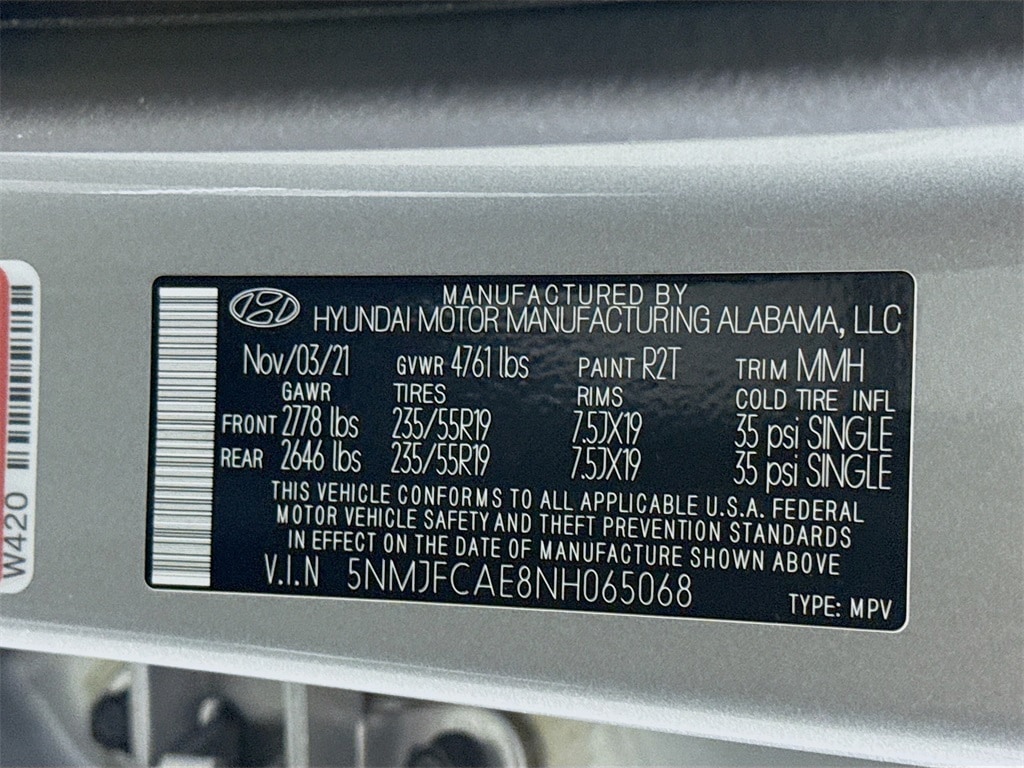 MANUFACTURED BY
HYUNDAI MOTOR MANUFACTURING ALABAMA, LLC
Nov/03/21 GVWR 4761 lbs PAINT R2T TRIM MMH
GAWR TIRES RIMS COLD TIRE INFL
FRONT 2778 lbs 235/55R19 7.5JX19 35 psi SINGLE
REAR 2646 lbs 235/55R19 7.5JX19 35 psi SINGLE
THIS VEHICLE CONFORMS TO ALL APPLICABLE U.S.A. FEDERAL
MOTOR VEHICLE SAFETY AND THEFT PREVENTION STANDARDS
IN EFFECT ON THE DATE OF MANUFACTURE SHOWN ABOVE
V.I.N 5NMJFCAE8NH065068 TYPE: MPV
W420